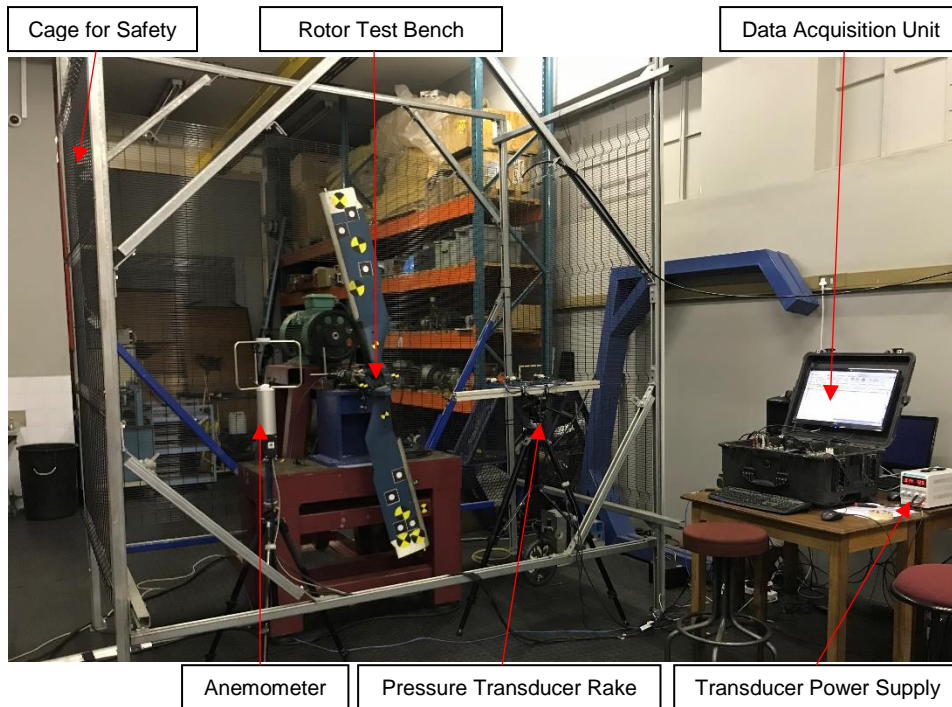 Cage for Safety
Rotor Test Bench
Data Acquisition Unit
Anemometer
Pressure Transducer Rake
Transducer Power Supply